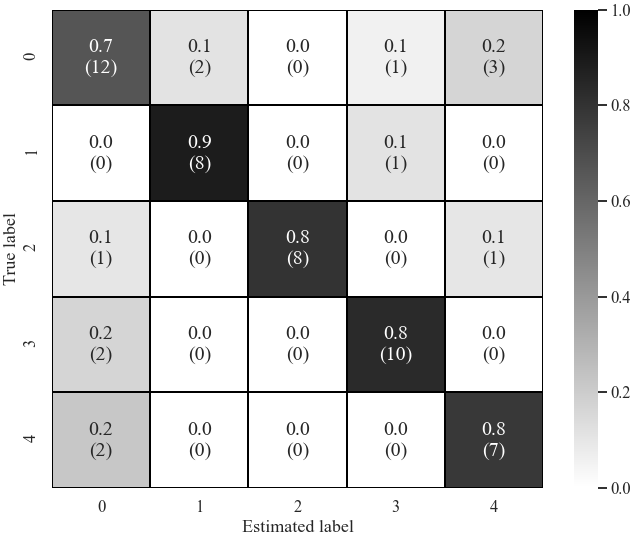 0.7 0.1 0.0 0.1 0.2 1.0
0 (12) (2) (0) (1) (3)
0.8
0.0 0.9 0.0 0.1 0.0
1 (0) (8) (0) (1) (0)
0.6
True label
0.1 0.0 0.8 0.0 0.1
2 (1) (0) (8) (0) (1)
0.4
0.2 0.0 0.0 0.8 0.0
3 (2) (0) (0) (10) (0)
0.2
0.2 0.0 0.0 0.0 0.8
4 (2) (0) (0) (0) (7)
0.0
0 1 2 3 4
Estimated label